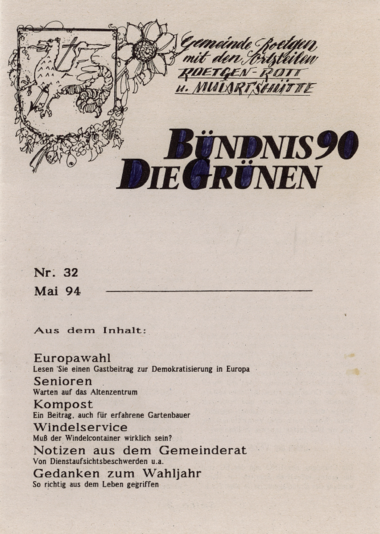 Gemeinde Roetgen
mit den Ortsteilen
ROETGEN-ROTT
u. MULARTSHÜTTE
BÜNDNIS 90
DIE GRÜNEN
Nr. 32
Mai 94
Aus dem Inhalt:
Europawahl
Lesen Sie einen Gastbeitrag zur Demokratisierung in Europa
Senioren
Warten auf das Altenzentrum
Kompost
Ein Beitrag, auch für erfahrene Gartenbauer
Windelservice
Muß der Windelcontainer wirklich sein?
Notizen aus dem Gemeinderat
Von Dienstaufsichtsbeschwerden u.a.
Gedanken zum Wahljahr
So richtig aus dem Leben gegriffen